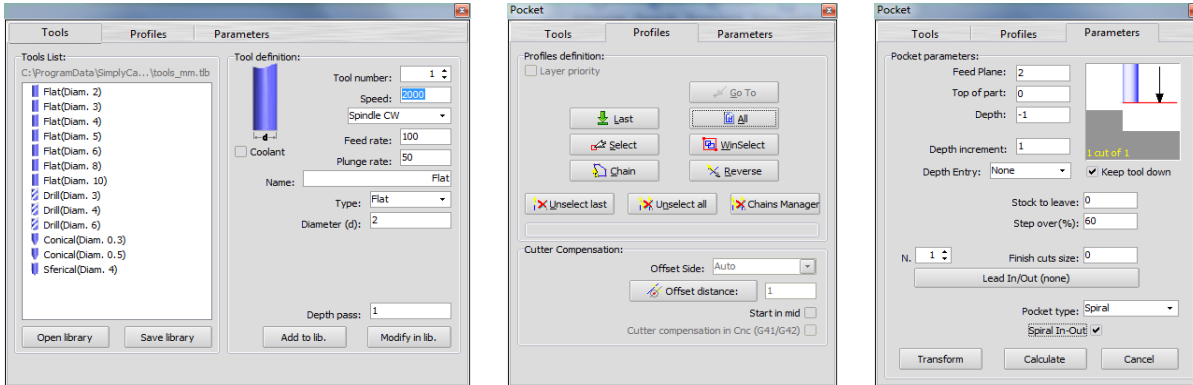 Tools Profiles Parameters
Tools List:
C:\ProgramData\SimplyCa...\tools_mm.tlb
Flat(Diam. 2)
Flat(Diam. 3)
Flat(Diam. 4)
Flat(Diam. 5)
Flat(Diam. 6)
Flat(Diam. 8)
Flat(Diam. 10)
Drill(Diam. 3)
Drill(Diam. 4)
Drill(Diam. 6)
Conical(Diam. 0.3)
Conical(Diam. 0.5)
Sferical(Diam. 4)
Open library Save library
Tool definition:
d
Tool number: 1
Speed: 2000
Spindle CW
Feed rate: 100
Coolant
Plunge rate: 50
Name: Flat
Type: Flat
Diameter (d): 2
Depth pass: 1
Add to lib. Modify in lib.
Pocket
Tools Profiles Parameters
Profiles definition:
Layer priority
Go To
Last All
Select WinSelect
Chain Reverse
Unselect last Unselect all Chains Manager
Cutter Compensation:
Offset Side: Auto
Offset distance: 1
Start in mid
Cutter compensation in Cnc (G41/G42)
Pocket
Tools Profiles Parameters
Pocket parameters:
Feed Plane: 2
Top of part: 0
Depth: -1
Depth increment: 1
1 cut of 1
Depth Entry: None
Keep tool down
Stock to leave: 0
Step over(%): 60
N. 1 Finish cuts size: 0
Lead In/Out (none)
Pocket type: Spiral
Spiral In-Out
Transform Calculate Cancel